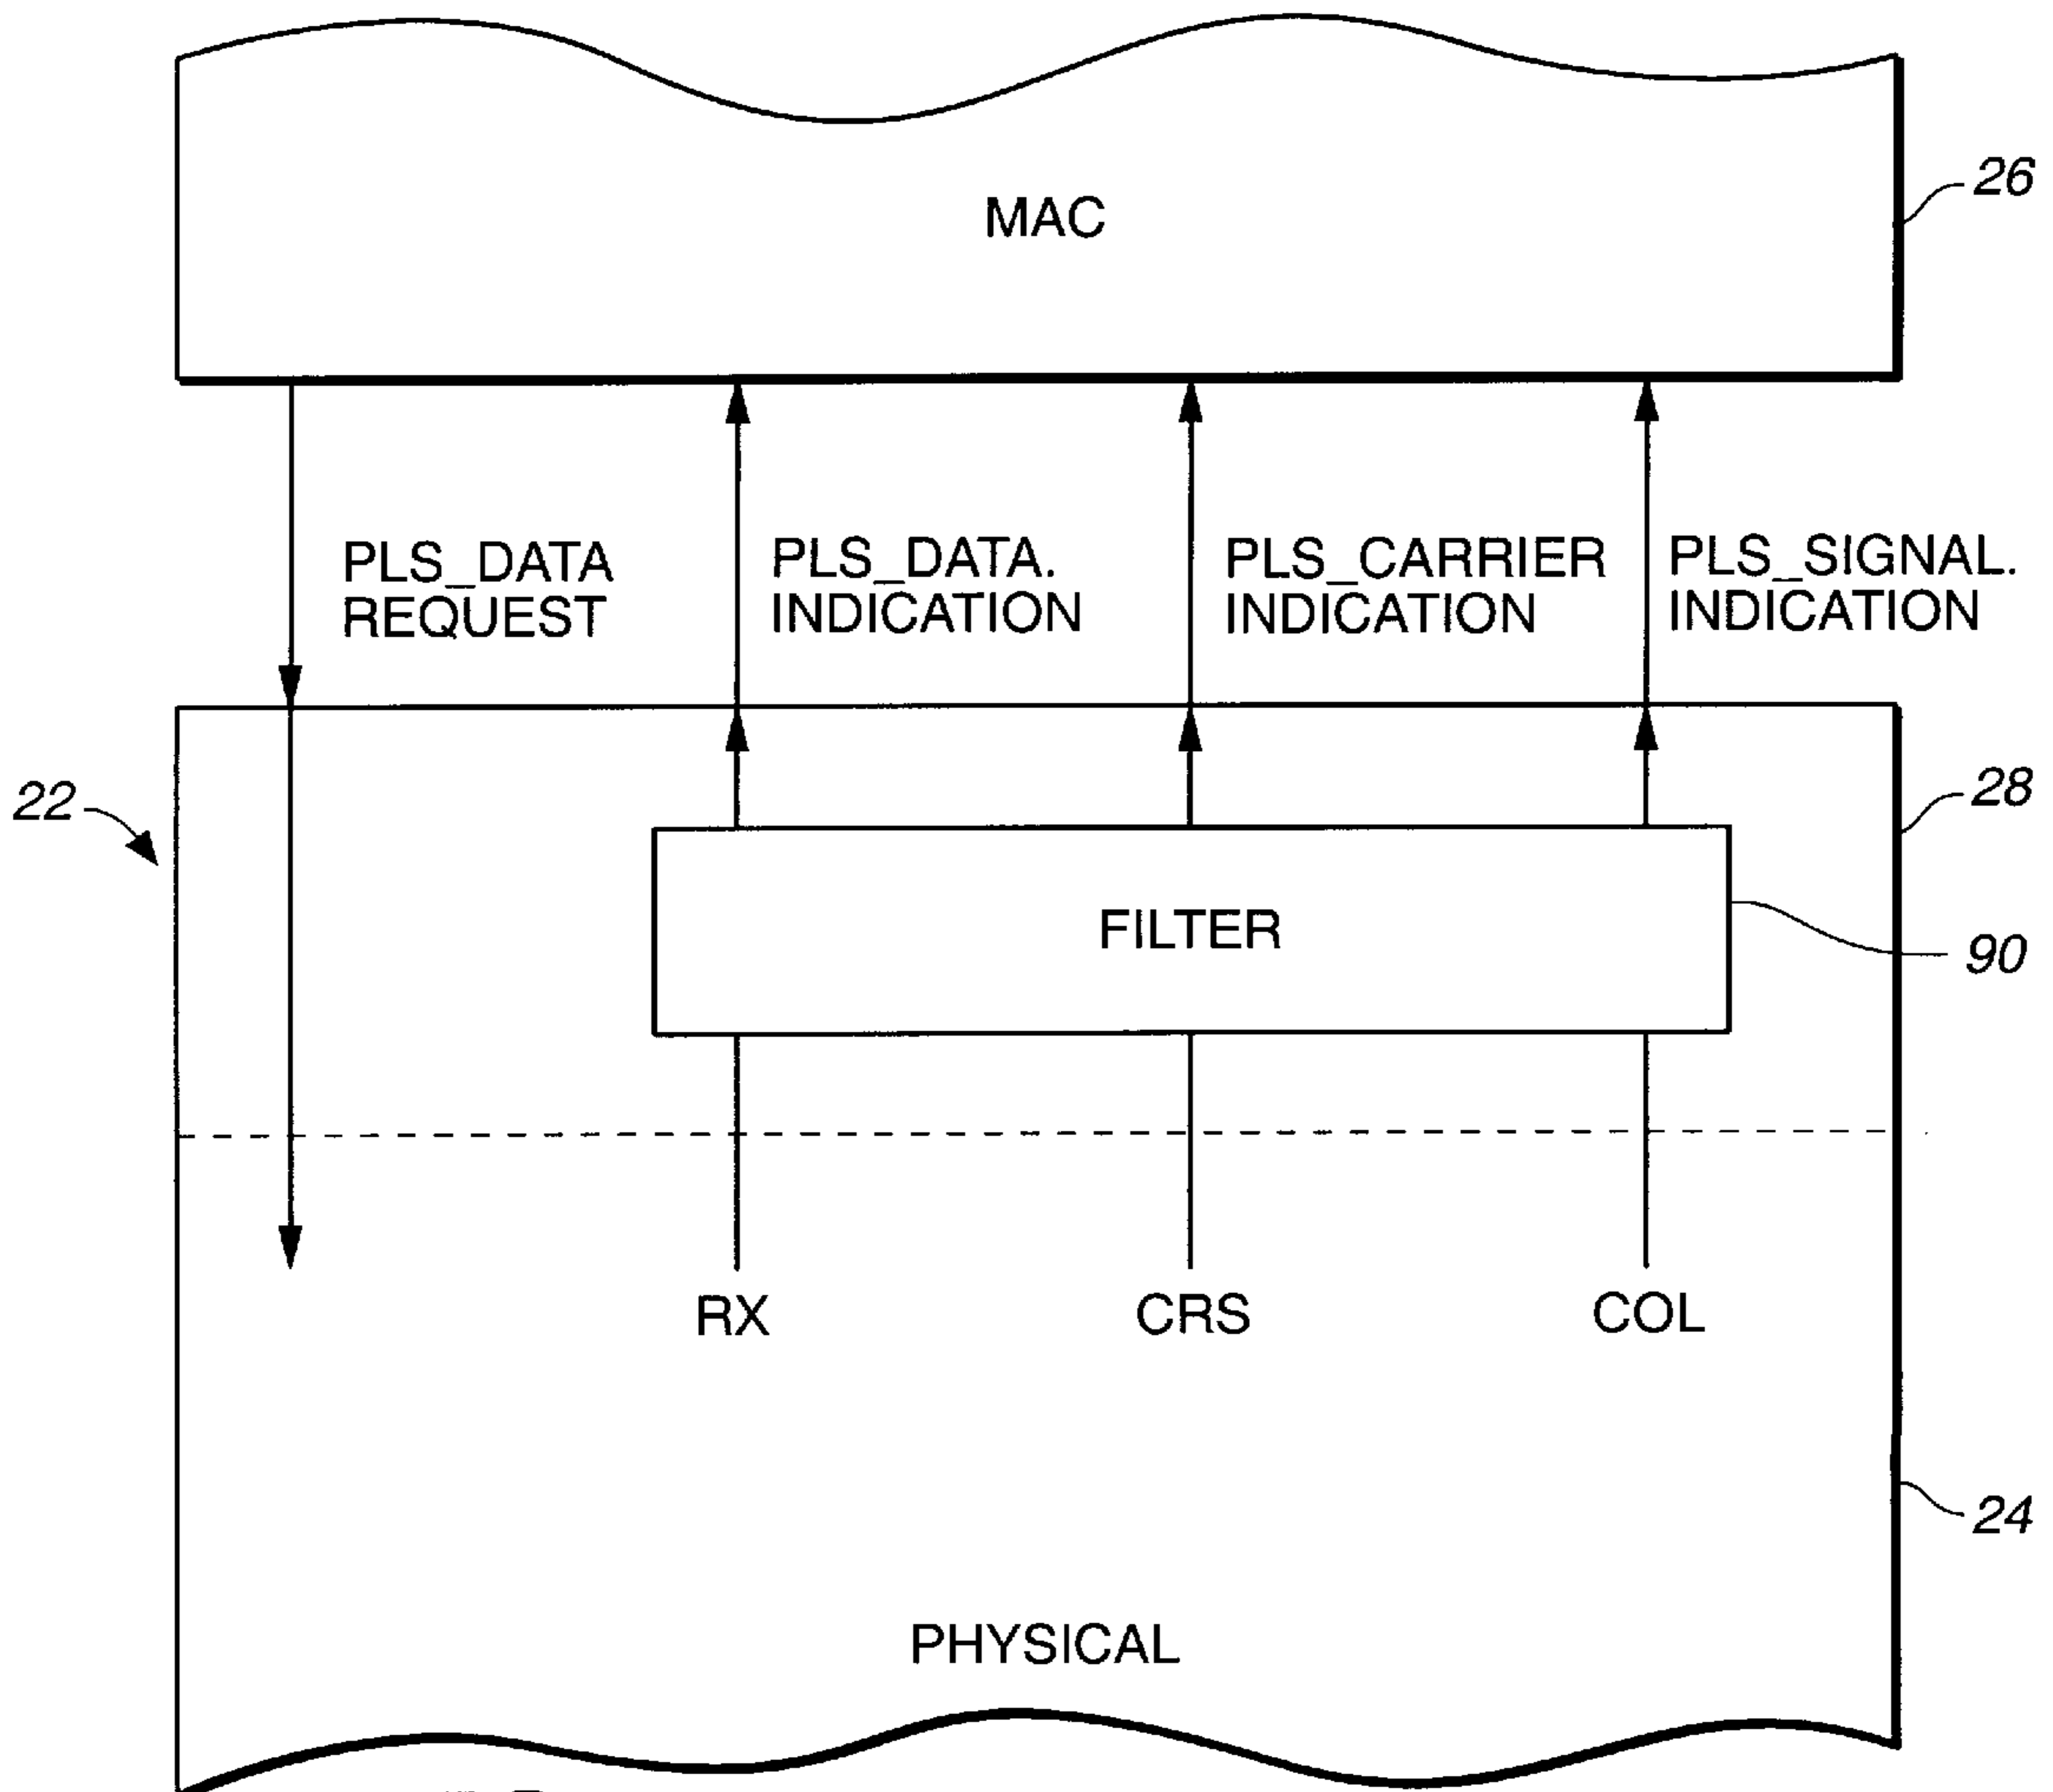 26
MAC
PLS_DATA
REQUEST
PLS_DATA.
INDICATION
PLS_CARRIER
INDICATION
PLS_SIGNAL.
INDICATION
22
28
FILTER
90
RX
CRS
COL
24
PHYSICAL